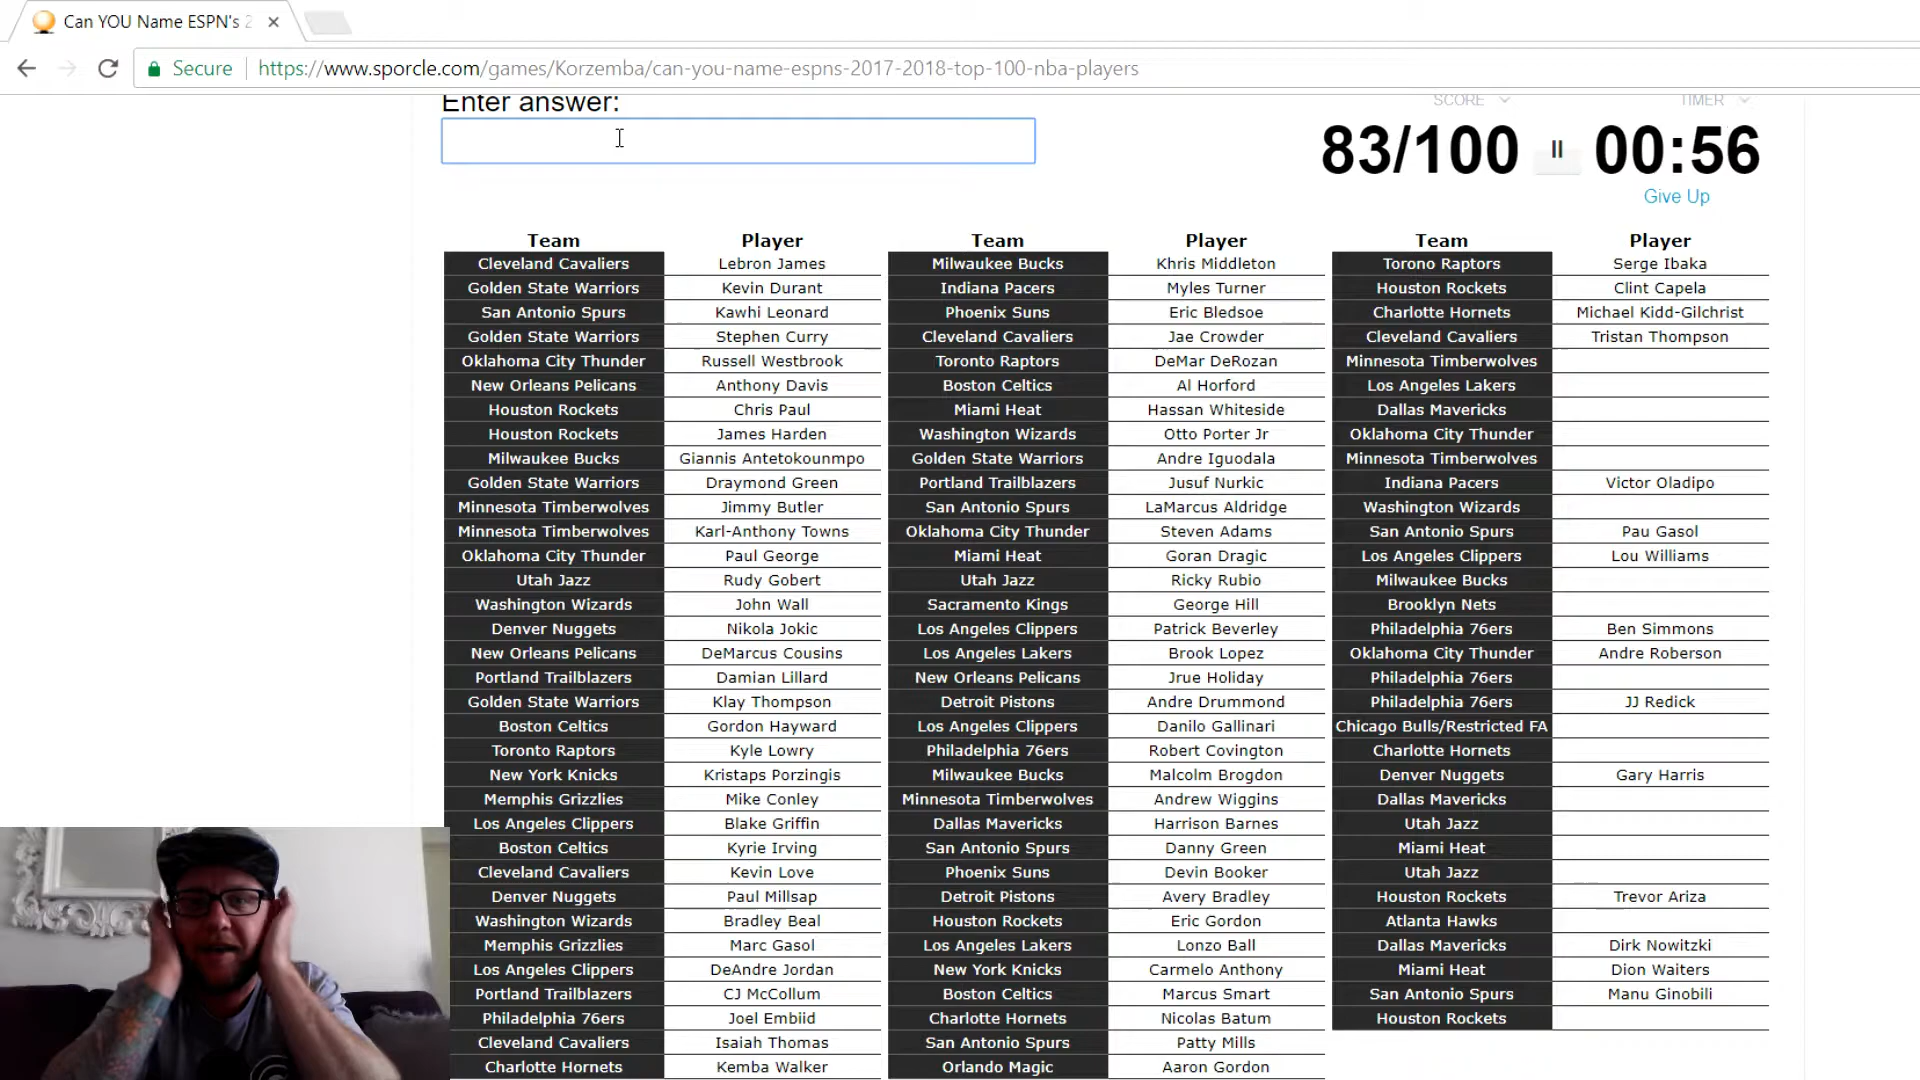 Can YOU Name ESPN's 2
Secure https://www.sporcle.com/games/Korzemba/can-you-name-espns-2017-2018-top-100-nba-players
Enter answer:
SCORE TIMER
83/100 00:56
Give Up
Team Player Team Player Team Player
Cleveland Cavaliers Lebron James Milwaukee Bucks Khris Middleton Torono Raptors Serge Ibaka
Golden State Warriors Kevin Durant Indiana Pacers Myles Turner Houston Rockets Clint Capela
San Antonio Spurs Kawhi Leonard Phoenix Suns Eric Bledsoe Charlotte Hornets Michael Kidd-Gilchrist
Golden State Warriors Stephen Curry Cleveland Cavaliers Jae Crowder Cleveland Cavaliers Tristan Thompson
Oklahoma City Thunder Russell Westbrook Toronto Raptors DeMar DeRozan Minnesota Timberwolves
New Orleans Pelicans Anthony Davis Boston Celtics Al Horford Los Angeles Lakers
Houston Rockets Chris Paul Miami Heat Hassan Whiteside Dallas Mavericks
Houston Rockets James Harden Washington Wizards Otto Porter Jr Oklahoma City Thunder
Milwaukee Bucks Giannis Antetokounmpo Golden State Warriors Andre Iguodala Minnesota Timberwolves
Golden State Warriors Draymond Green Portland Trailblazers Jusuf Nurkic Indiana Pacers Victor Oladipo
Minnesota Timberwolves Jimmy Butler San Antonio Spurs LaMarcus Aldridge Washington Wizards
Minnesota Timberwolves Karl-Anthony Towns Oklahoma City Thunder Steven Adams San Antonio Spurs Pau Gasol
Oklahoma City Thunder Paul George Miami Heat Goran Dragic Los Angeles Clippers Lou Williams
Utah Jazz Rudy Gobert Utah Jazz Ricky Rubio Milwaukee Bucks
Washington Wizards John Wall Sacramento Kings George Hill Brooklyn Nets
Denver Nuggets Nikola Jokic Los Angeles Clippers Patrick Beverley Philadelphia 76ers Ben Simmons
New Orleans Pelicans DeMarcus Cousins Los Angeles Lakers Brook Lopez Oklahoma City Thunder Andre Roberson
Portland Trailblazers Damian Lillard New Orleans Pelicans Jrue Holiday Philadelphia 76ers
Golden State Warriors Klay Thompson Detroit Pistons Andre Drummond Philadelphia 76ers JJ Redick
Boston Celtics Gordon Hayward Los Angeles Clippers Danilo Gallinari Chicago Bulls/Restricted FA
Toronto Raptors Kyle Lowry Philadelphia 76ers Robert Covington Charlotte Hornets
New York Knicks Kristaps Porzingis Milwaukee Bucks Malcolm Brogdon Denver Nuggets Gary Harris
Memphis Grizzlies Mike Conley Minnesota Timberwolves Andrew Wiggins Dallas Mavericks
Los Angeles Clippers Blake Griffin Dallas Mavericks Harrison Barnes Utah Jazz
Boston Celtics Kyrie Irving San Antonio Spurs Danny Green Miami Heat
Cleveland Cavaliers Kevin Love Phoenix Suns Devin Booker Utah Jazz
Denver Nuggets Paul Millsap Detroit Pistons Avery Bradley Houston Rockets Trevor Ariza
Washington Wizards Bradley Beal Houston Rockets Eric Gordon Atlanta Hawks
Memphis Grizzlies Marc Gasol Los Angeles Lakers Lonzo Ball Dallas Mavericks Dirk Nowitzki
Los Angeles Clippers DeAndre Jordan New York Knicks Carmelo Anthony Miami Heat Dion Waiters
Portland Trailblazers CJ McCollum Boston Celtics Marcus Smart San Antonio Spurs Manu Ginobili
Philadelphia 76ers Joel Embiid Charlotte Hornets Nicolas Batum Houston Rockets
Cleveland Cavaliers Isaiah Thomas San Antonio Spurs Patty Mills
Charlotte Hornets Kemba Walker Orlando Magic Aaron Gordon